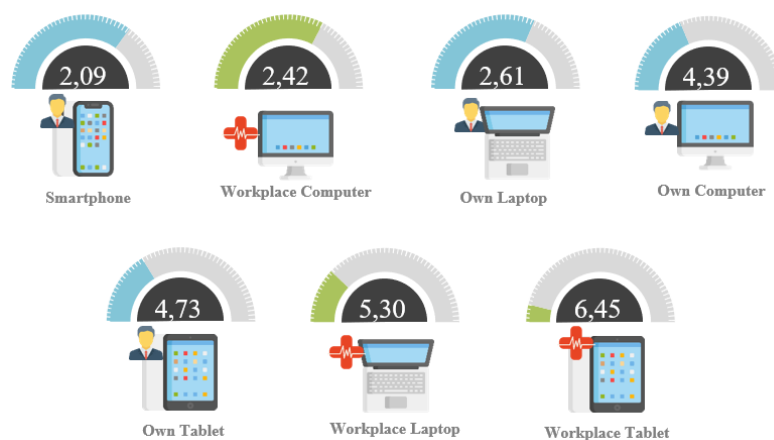 2,09
2,42
2,61
4,39
Smartphone
Workplace Computer
Own Laptop
Own Computer
4,73
5,30
6,45
Own Tablet
Workplace Laptop
Workplace Tablet